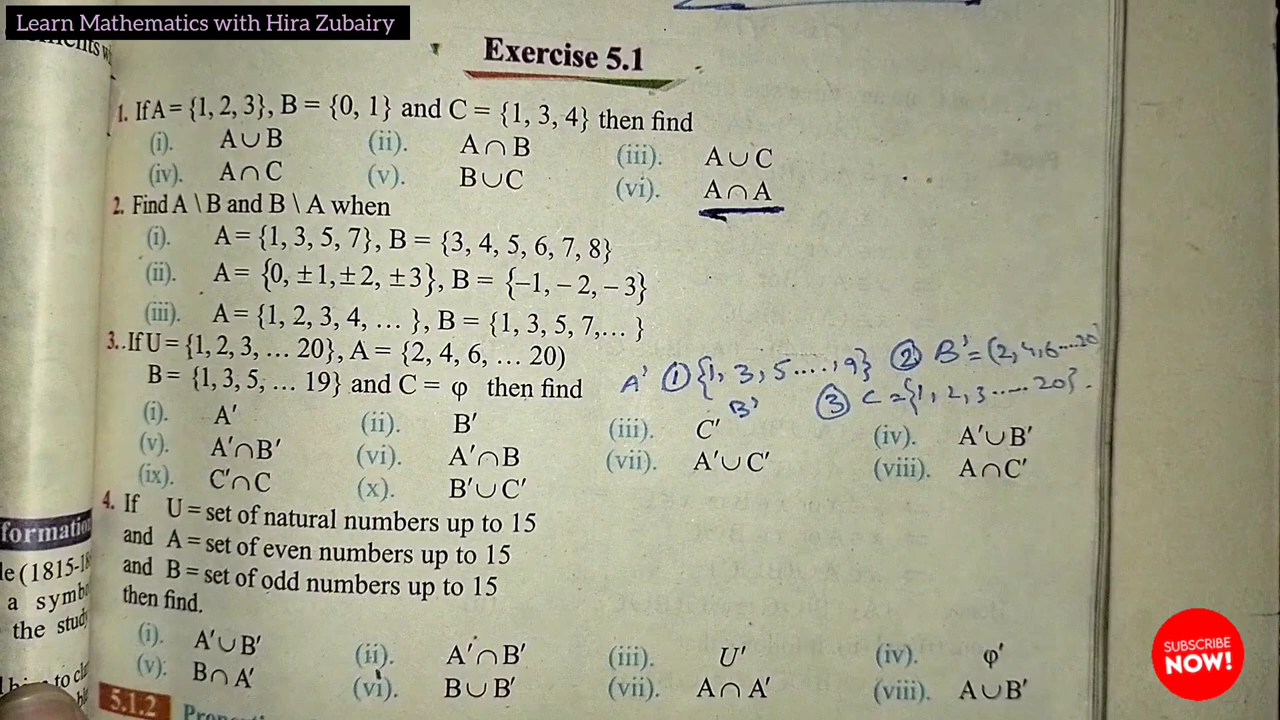 Learn Mathematics with Hira Zubairy
Exercise 5.1
1. If A = {1, 2, 3}, B = {0, 1} and C = {1, 3, 4} then find
(i). A∪B (ii). A∩B (iii). A∪C
(iv). A∩C (v). B∪C (vi). A∩A
2. Find A \ B and B \ A when
(i). A = {1, 3, 5, 7}, B = {3, 4, 5, 6, 7, 8}
(ii). A = {0, ±1, ±2, ±3}, B = {–1, – 2, – 3}
(iii). A = {1, 2, 3, 4, ... }, B = {1, 3, 5, 7,... }
3. If U = {1, 2, 3, ... 20}, A = {2, 4, 6, ... 20)
B = {1, 3, 5, ... 19} and C = φ then find
A' ① {1, 3, 5....,19} ② B' = (2,4,6....20)
B' ③ C = {1, 2, 3...... 20}.
(i). A′ (ii). B′ (iii). C′ (iv). A′∪B′
(v). A′∩B′ (vi). A′∩B (vii). A′∪C′ (viii). A∩C′
(ix). C′∩C (x). B′∪C′
4. If U = set of natural numbers up to 15
and A = set of even numbers up to 15
and B = set of odd numbers up to 15
then find.
(i). A′∪B′ (ii). A′∩B′ (iii). U′ (iv). φ′
(v). B∩A′ (vi). B∪B′ (vii). A∩A′ (viii). A∪B′
5.1.2
formatio
le (1815-18
a symb
the study
to cl
SUBSCRIBE
NOW!